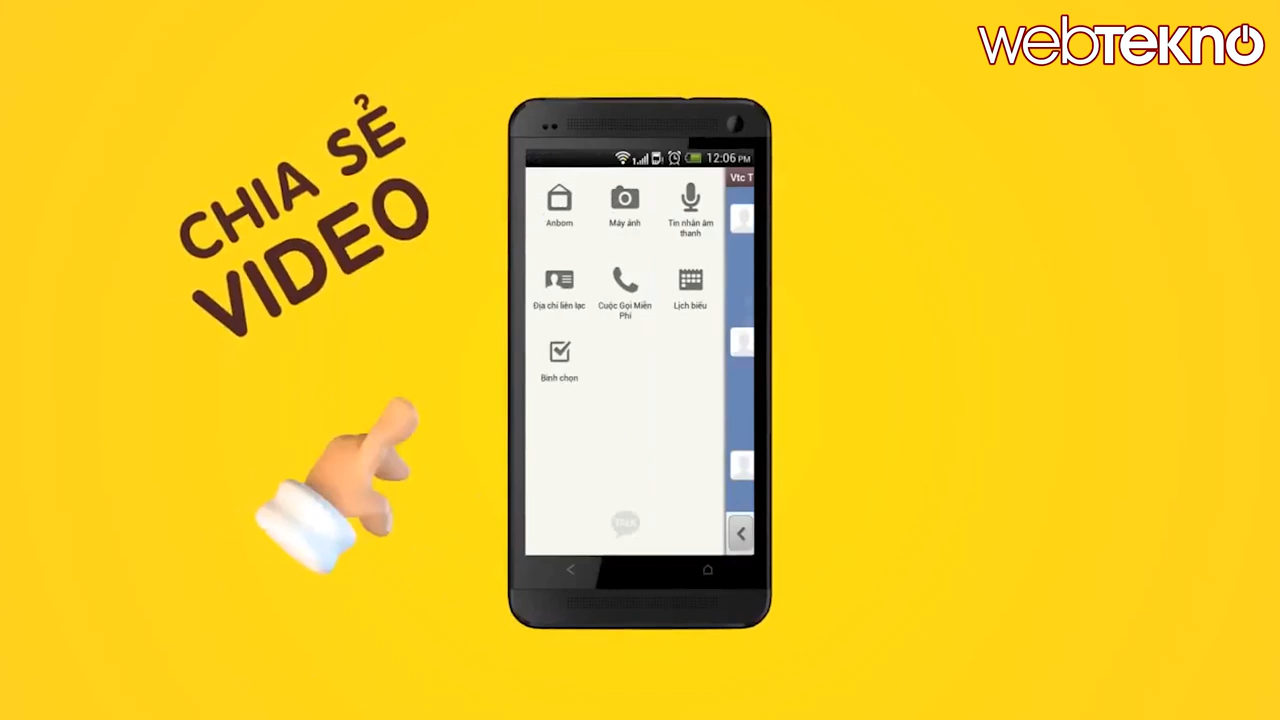 webTEKNO
CHIA SẺ
VIDEO
12:06 PM
Vtc T
Anbom
Máy ảnh
Tin nhắn âm
thanh
Địa chỉ liên lạc
Cuộc Gọi Miễn
Phí
Lịch biểu
Bình chọn
TALK